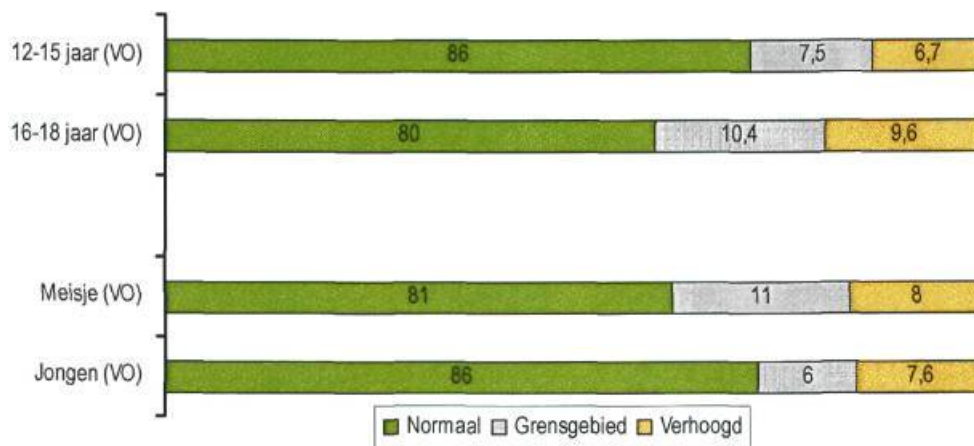 12-15 jaar (VO) 86 7,5 6,7
16-18 jaar (VO) 80 10,4 9,6
Meisje (VO) 81 11 8
Jongen (VO) 86 6 7,6
Normaal Grensgebied Verhoogd